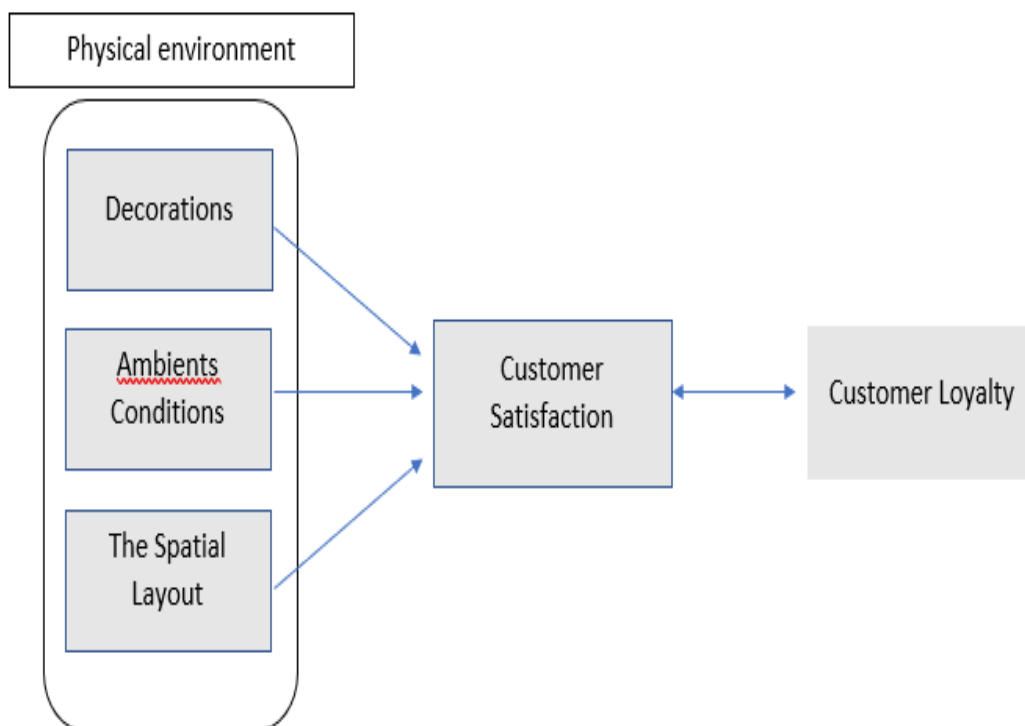 Physical environment
Decorations
Ambients
Conditions
The Spatial
Layout
Customer
Satisfaction
Customer Loyalty